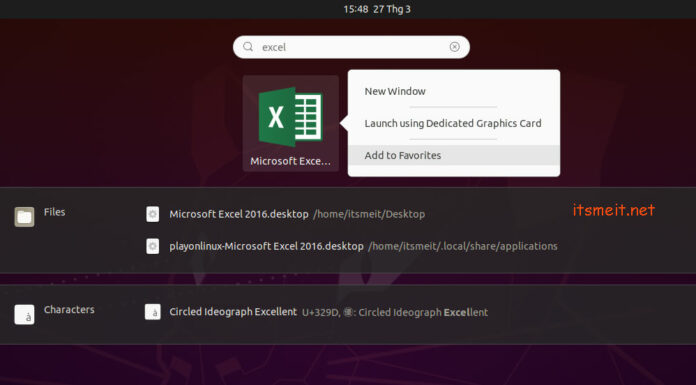 15:48 27 Thg 3
excel
New Window
Launch using Dedicated Graphics Card
Add to Favorites
Microsoft Exce...
Files
Microsoft Excel 2016.desktop /home/itsmeit/Desktop
itsmeit.net
playonlinux-Microsoft Excel 2016.desktop /home/itsmeit/.local/share/applications
Characters
Circled Ideograph Excellent U+329D, ㊝: Circled Ideograph Excellent